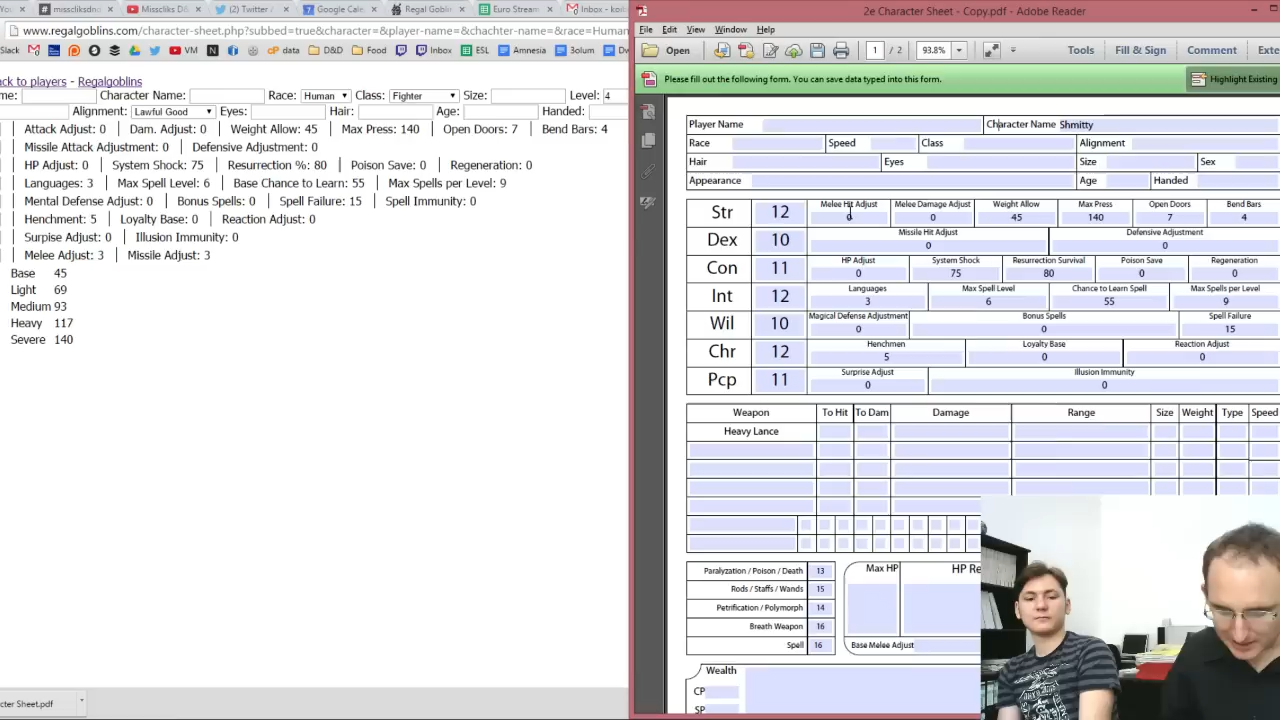 missclisksdnd
Misscliks D&
Twitter /
Google Cale
Regal Goblin
Euro Stream
Inbox - koib
www.regalgoblins.com/character-sheet.php?subbed=true&character=&player-name=&chachter-name=&race=Human
Slack VM data D&D Food ESL Amnesia 3olum Dead End
ck to players - Regalgoblins
me: Character Name: Race: Human Class: Fighter Size: Level: 4
Alignment: Lawful Good Eyes: Hair: Age: Handed:
Attack Adjust: 0 Dam. Adjust: 0 Weight Allow: 45 Max Press: 140 Open Doors: 7 Bend Bars: 4
Missile Attack Adjustment: 0 Defensive Adjustment: 0
HP Adjust: 0 System Shock: 75 Resurrection %: 80 Poison Save: 0 Regeneration: 0
Languages: 3 Max Spell Level: 6 Base Chance to Learn: 55 Max Spells per Level: 9
Mental Defense Adjust: 0 Bonus Spells: 0 Spell Failure: 15 Spell Immunity: 0
Henchment: 5 Loyalty Base: 0 Reaction Adjust: 0
Surpise Adjust: 0 Illusion Immunity: 0
Melee Adjust: 3 Missile Adjust: 3
Base 45
Light 69
Medium 93
Heavy 117
Severe 140
cter Sheet.pdf
2e Character Sheet - Copy.pdf - Adobe Reader
File Edit View Window Help
Open 1 / 2 93.8% Tools Fill & Sign Comment Exte
Please fill out the following form. You can save data typed into this form.
Highlight Existing
Player Name Character Name Shmitty
Race Speed Class Alignment
Hair Eyes Size Sex
Appearance Age Handed
Melee Hit Adjust Melee Damage Adjust Weight Allow Max Press Open Doors Bend Bars
Str 12 0 0 45 140 7 4
Missile Hit Adjust Defensive Adjustment
Dex 10 0 0
HP Adjust System Shock Resurrection Survival Poison Save Regeneration
Con 11 0 75 80 0 0
Languages Max Spell Level Chance to Learn Spell Max Spells per Level
Int 12 3 6 55 9
Magical Defense Adjustment Bonus Spells Spell Failure
Wil 10 0 0 15
Henchmen Loyalty Base Reaction Adjust
Chr 12 5 0 0
Surprise Adjust Illusion Immunity
Pcp 11 0 0
Weapon To Hit To Dam Damage Range Size Weight Type Speed
Heavy Lance
Paralyzation / Poison / Death 13
Rods / Staffs / Wands 15
Petrification / Polymorph 14
Breath Weapon 16
Spell 16
Max HP HP Re
Base Melee Adjust
Wealth
CP
SP